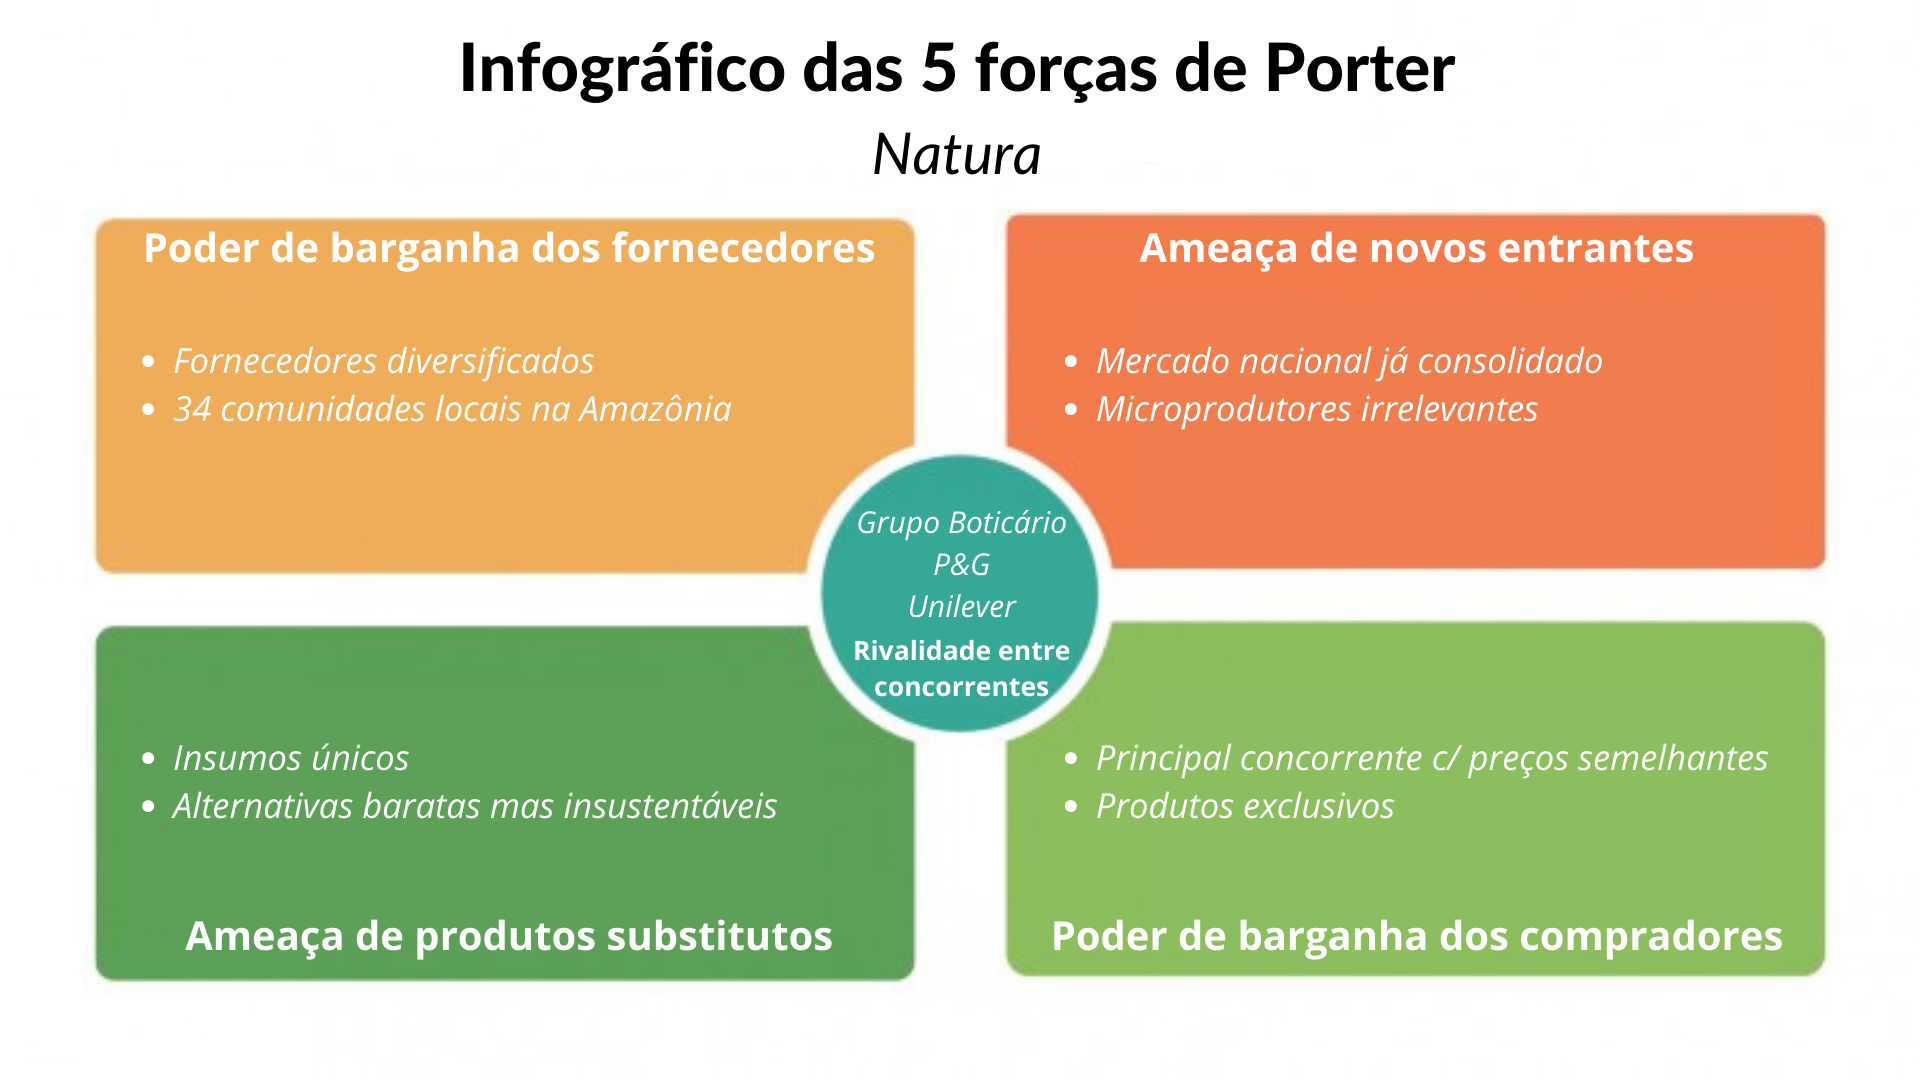 Infográfico das 5 forças de Porter
Natura
Poder de barganha dos fornecedores
• Fornecedores diversificados
• 34 comunidades locais na Amazônia
Ameaça de novos entrantes
• Mercado nacional já consolidado
• Microprodutores irrelevantes
Grupo Boticário
P&G
Unilever
Rivalidade entre
concorrentes
• Insumos únicos
• Alternativas baratas mas insustentáveis
Ameaça de produtos substitutos
• Principal concorrente c/ preços semelhantes
• Produtos exclusivos
Poder de barganha dos compradores